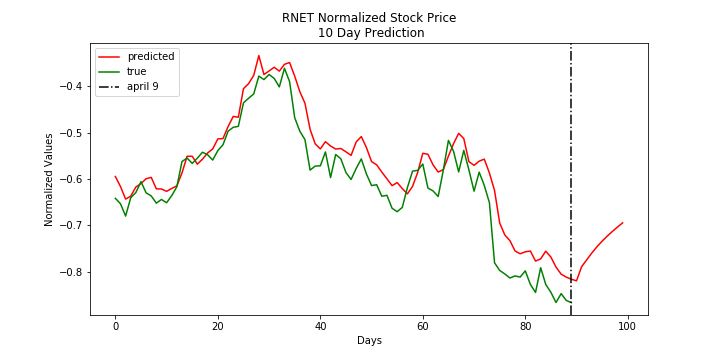 RNET Normalized Stock Price
10 Day Prediction
predicted
true
april 9
Normalized Values
−0.4
−0.5
−0.6
−0.7
−0.8
0 20 40 60 80 100
Days